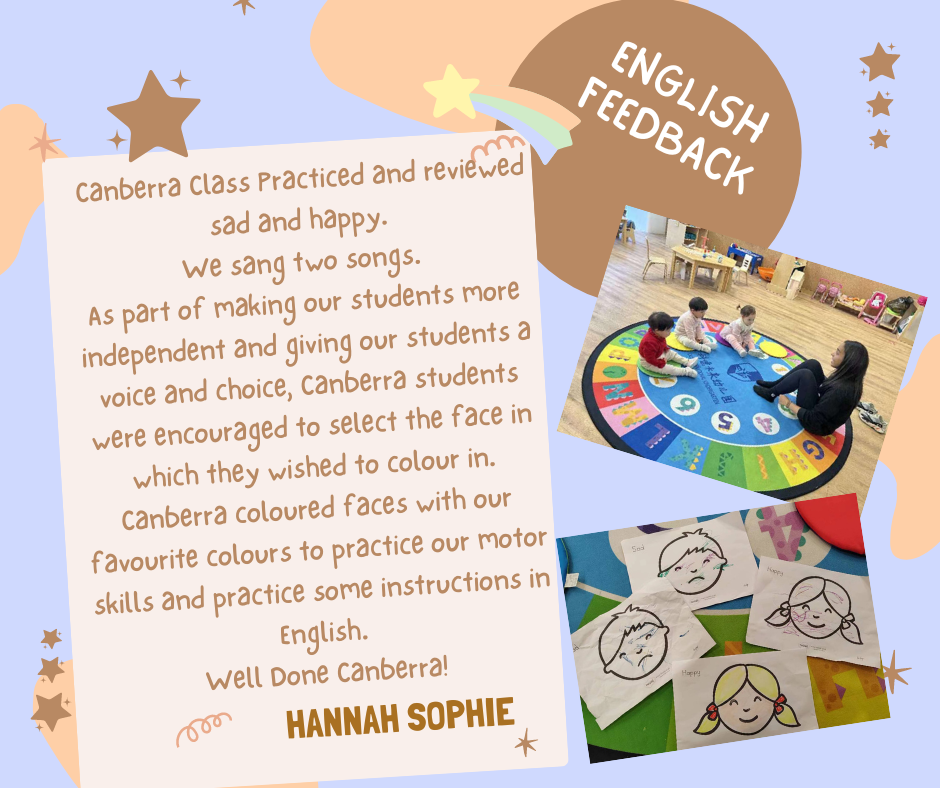 ENGLISH
FEEDBACK
Canberra Class Practiced and reviewed
sad and happy.
We sang two songs.
As part of making our students more
independent and giving our students a
voice and choice, Canberra students
were encouraged to select the face in
which they wished to colour in.
Canberra coloured faces with our
favourite colours to practice our motor
skills and practice some instructions in
English.
Well Done Canberra!
HANNAH SOPHIE
Sad
Happy
Sad
Happy